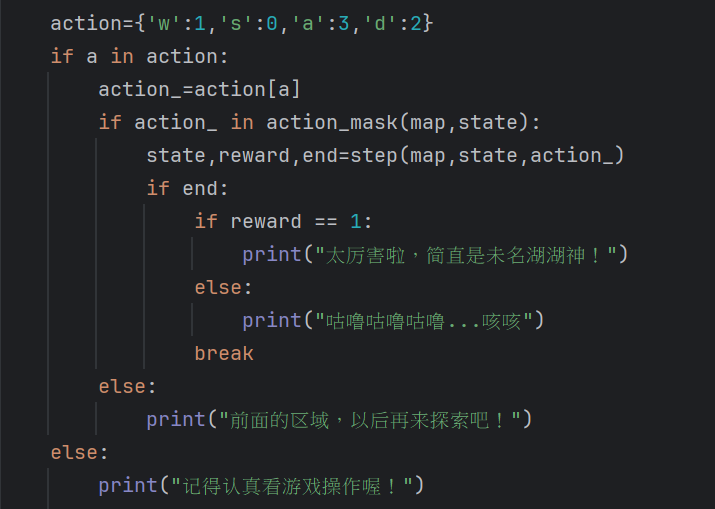 action={'w':1,'s':0,'a':3,'d':2}
if a in action:
action_=action[a]
if action_ in action_mask(map,state):
state,reward,end=step(map,state,action_)
if end:
if reward == 1:
print("太厉害啦，简直是未名湖湖神！")
else:
print("咕噜咕噜咕噜...咳咳")
break
else:
print("前面的区域，以后再来探索吧！")
else:
print("记得认真看游戏操作喔！")